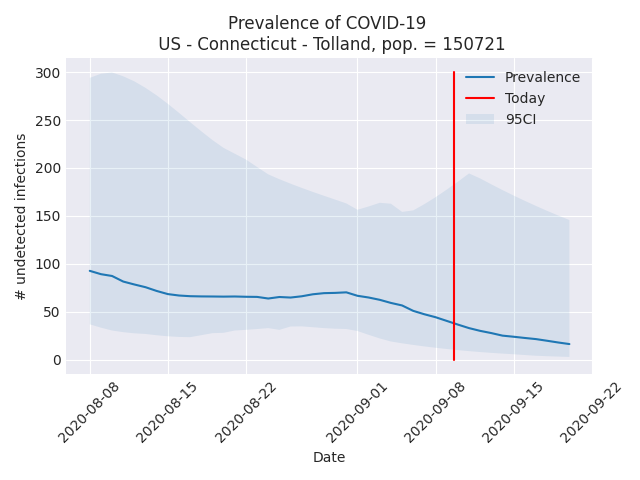 Prevalence of COVID-19
US - Connecticut - Tolland, pop. = 150721
Prevalence
Today
95CI
# undetected infections
300
250
200
150
100
50
0
2020-08-08
2020-08-15
2020-08-22
2020-09-01
2020-09-08
2020-09-15
2020-09-22
Date